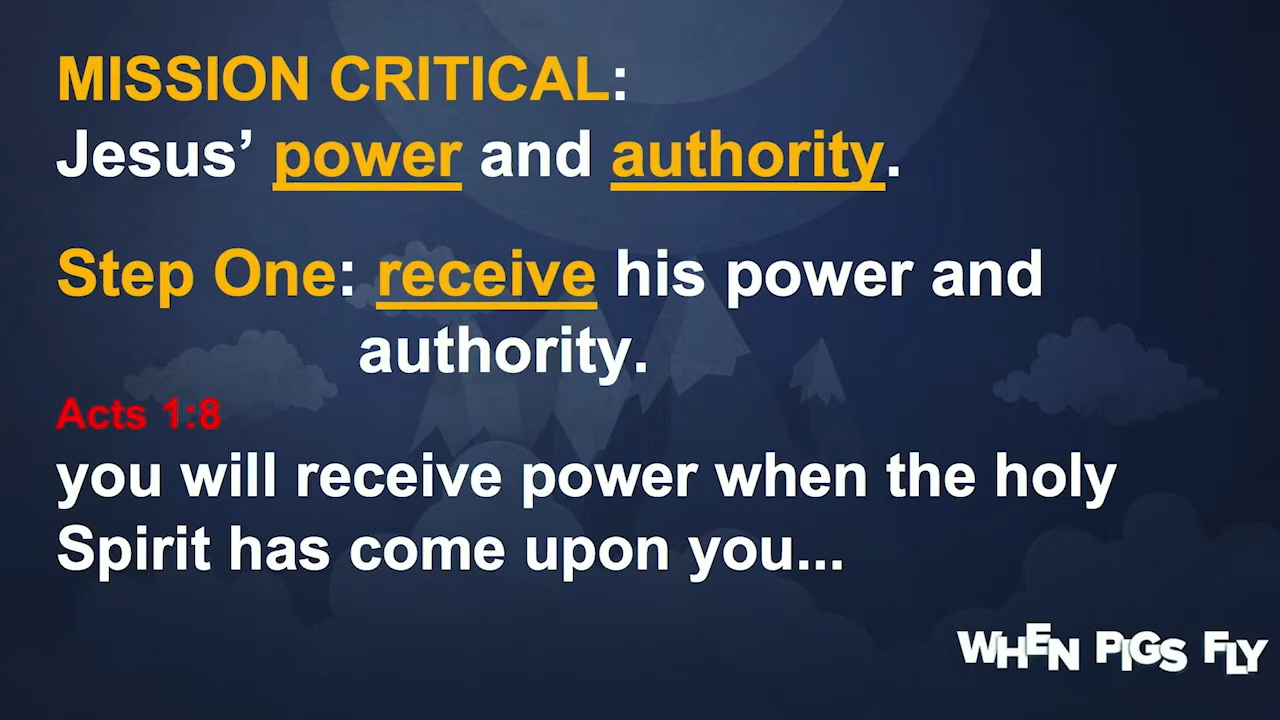 MISSION CRITICAL:
Jesus’ power and authority.
Step One: receive his power and
authority.
Acts 1:8
you will receive power when the holy
Spirit has come upon you...
WHEN PIGS FLY